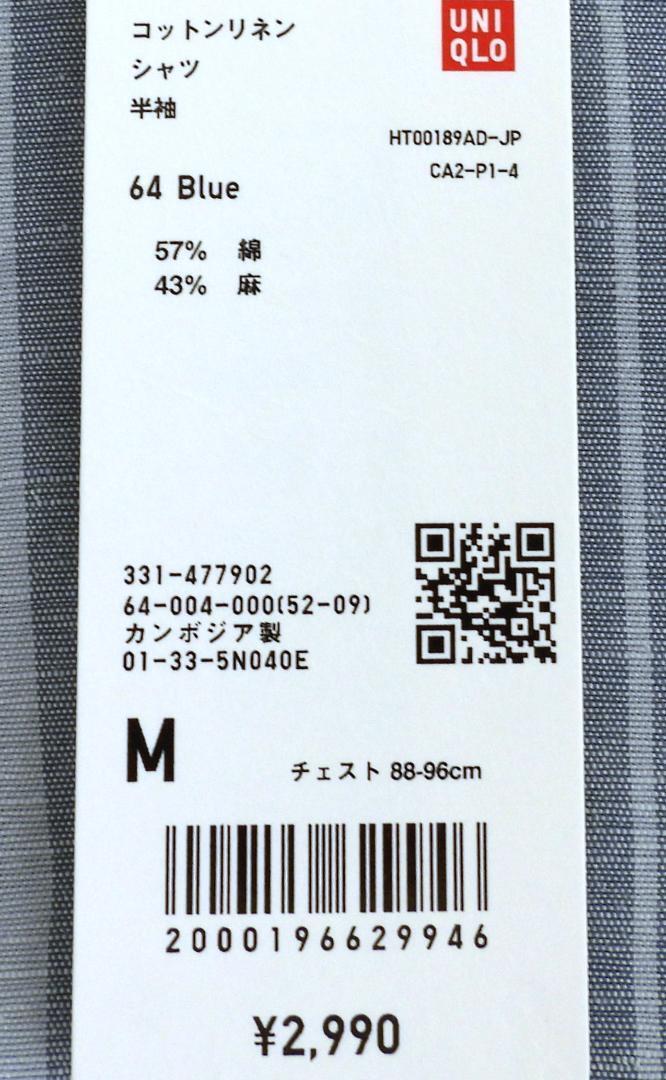 コットンリネン
シャツ
半袖
UNI
QLO
HT00189AD-JP
CA2-P1-4
64 Blue
57% 綿
43% 麻
331-477902
64-004-000(52-09)
カンボジア製
01-33-5N040E
M
チェスト 88-96cm
2000196629946
¥2,990